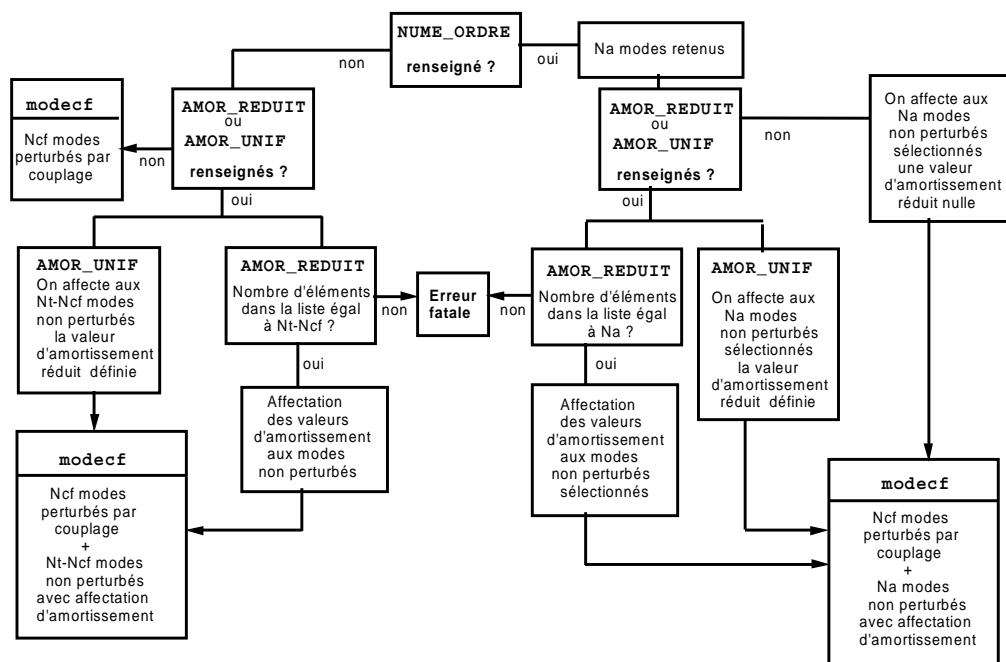 NUME_ORDRE
renseigné ?
non
oui
Na modes retenus
modecf
Ncf modes
perturbés par
couplage
non
AMOR_REDUIT
ou
AMOR_UNIF
renseignés ?
oui
AMOR_REDUIT
ou
AMOR_UNIF
renseignés ?
non
oui
On affecte aux
Na modes
non perturbés
sélectionnés
une valeur
d'amortissement
réduit nulle
AMOR_UNIF
On affecte aux
Nt-Ncf modes
non perturbés
la valeur
d'amortissement
réduit définie
AMOR_REDUIT
Nombre d'éléments
dans la liste égal
à Nt-Ncf ?
non
oui
Erreur
fatale
non
AMOR_REDUIT
Nombre d'éléments
dans la liste égal
à Na ?
oui
AMOR_UNIF
On affecte aux
Na modes
non perturbés
sélectionnés
la valeur
d'amortissement
réduit définie
Affectation
des valeurs
d'amortissement
aux modes
non perturbés
Affectation
des valeurs
d'amortissement
aux modes
non perturbés
sélectionnés
modecf
Ncf modes
perturbés par
couplage
+
Nt-Ncf modes
non perturbés
avec affectation
d'amortissement
modecf
Ncf modes
perturbés par
couplage
+
Na modes
non perturbés
avec affectation
d'amortissement